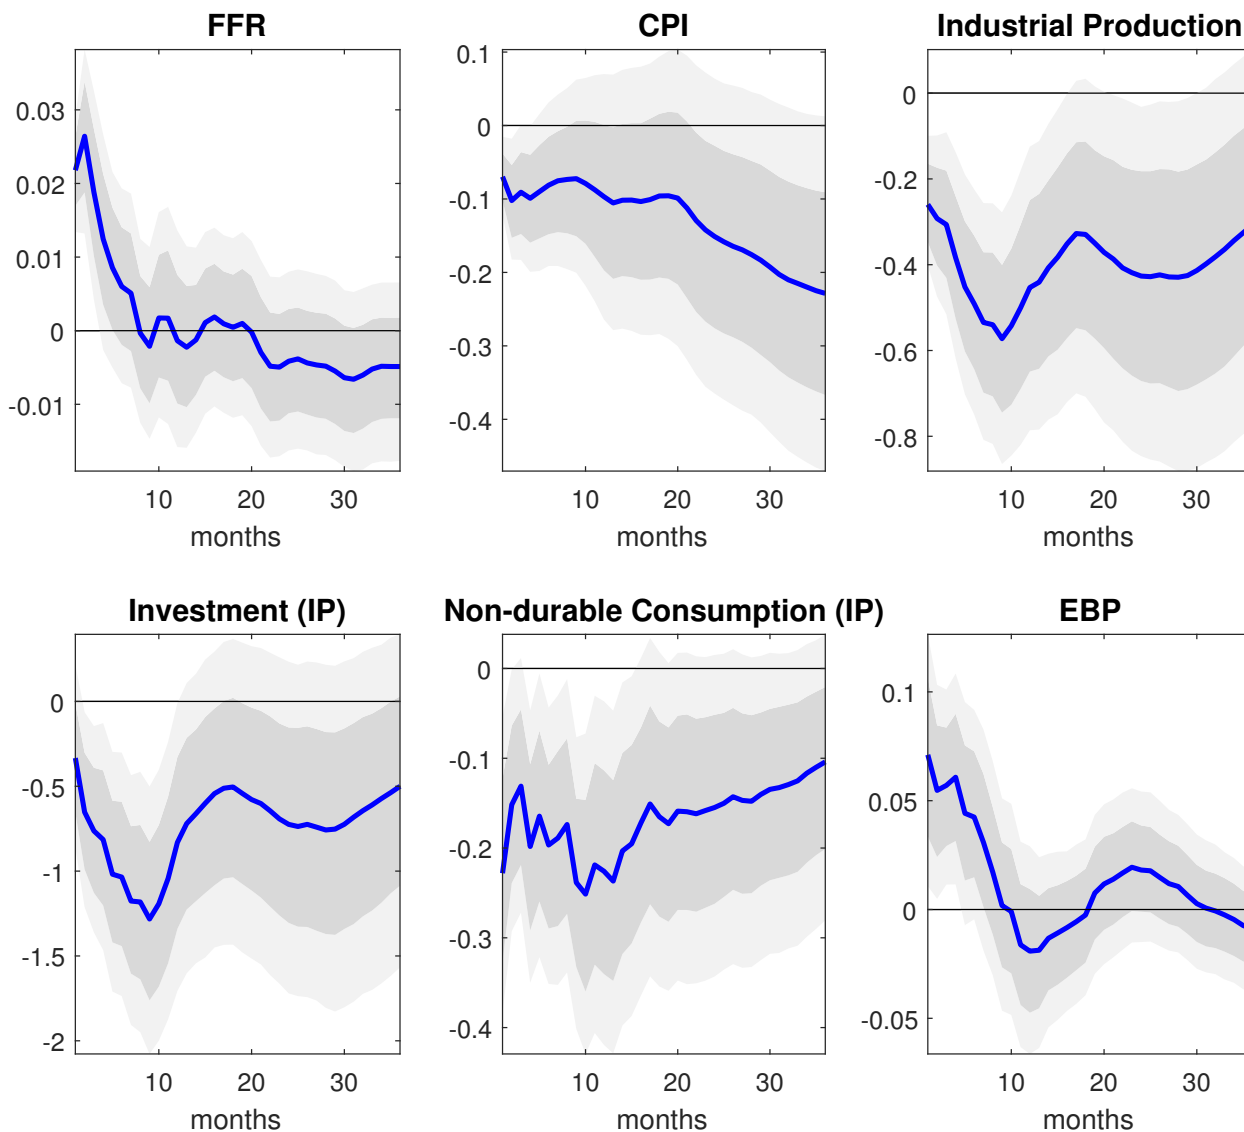 FFR
0.03
0.02
0.01
0
-0.01
10 20 30
months
CPI
0.1
0
-0.1
-0.2
-0.3
-0.4
10 20 30
months
Industrial Production
0
-0.2
-0.4
-0.6
-0.8
10 20 30
months
Investment (IP)
0
-0.5
-1
-1.5
-2
10 20 30
months
Non-durable Consumption (IP)
0
-0.1
-0.2
-0.3
-0.4
10 20 30
months
EBP
0.1
0.05
0
-0.05
10 20 30
months